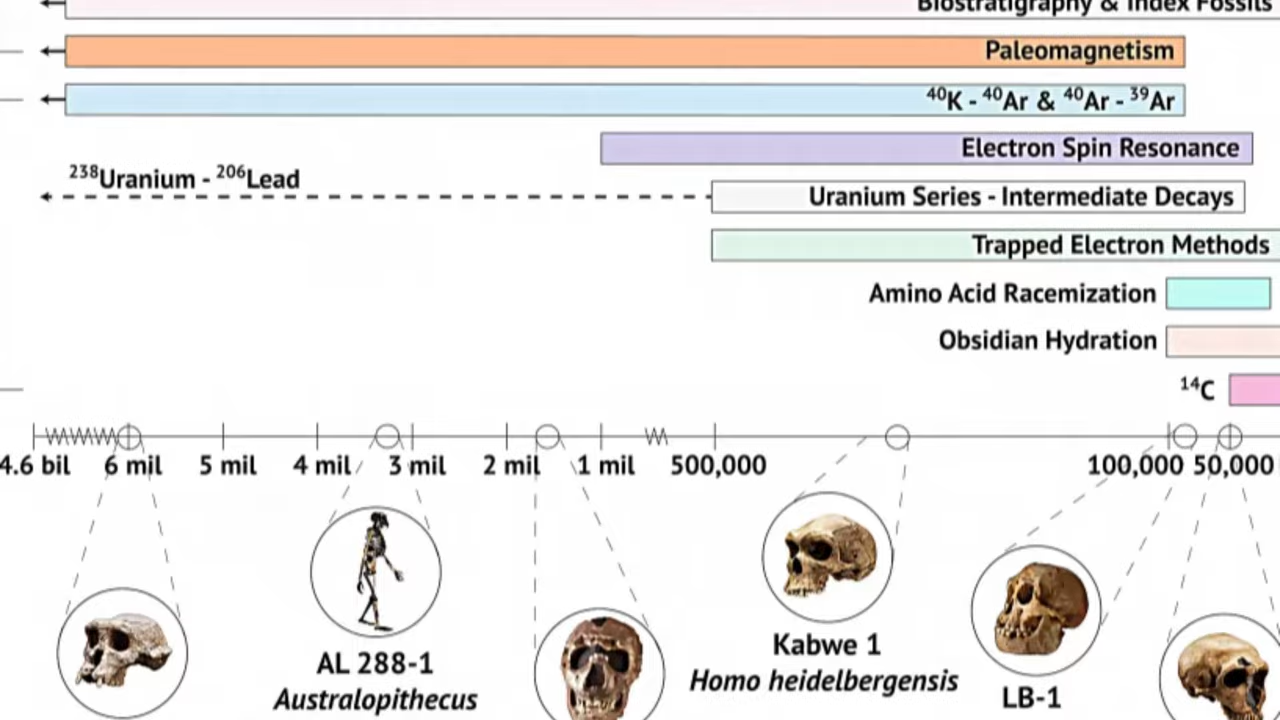 Biostratigraphy & Index Fossils
Paleomagnetism
⁴⁰K - ⁴⁰Ar & ⁴⁰Ar - ³⁹Ar
Electron Spin Resonance
²³⁸Uranium - ²⁰⁶Lead
Uranium Series - Intermediate Decays
Trapped Electron Methods
Amino Acid Racemization
Obsidian Hydration
¹⁴C
4.6 bil 6 mil 5 mil 4 mil 3 mil 2 mil 1 mil 500,000 100,000 50,000
AL 288-1
Australopithecus
Kabwe 1
Homo heidelbergensis
LB-1